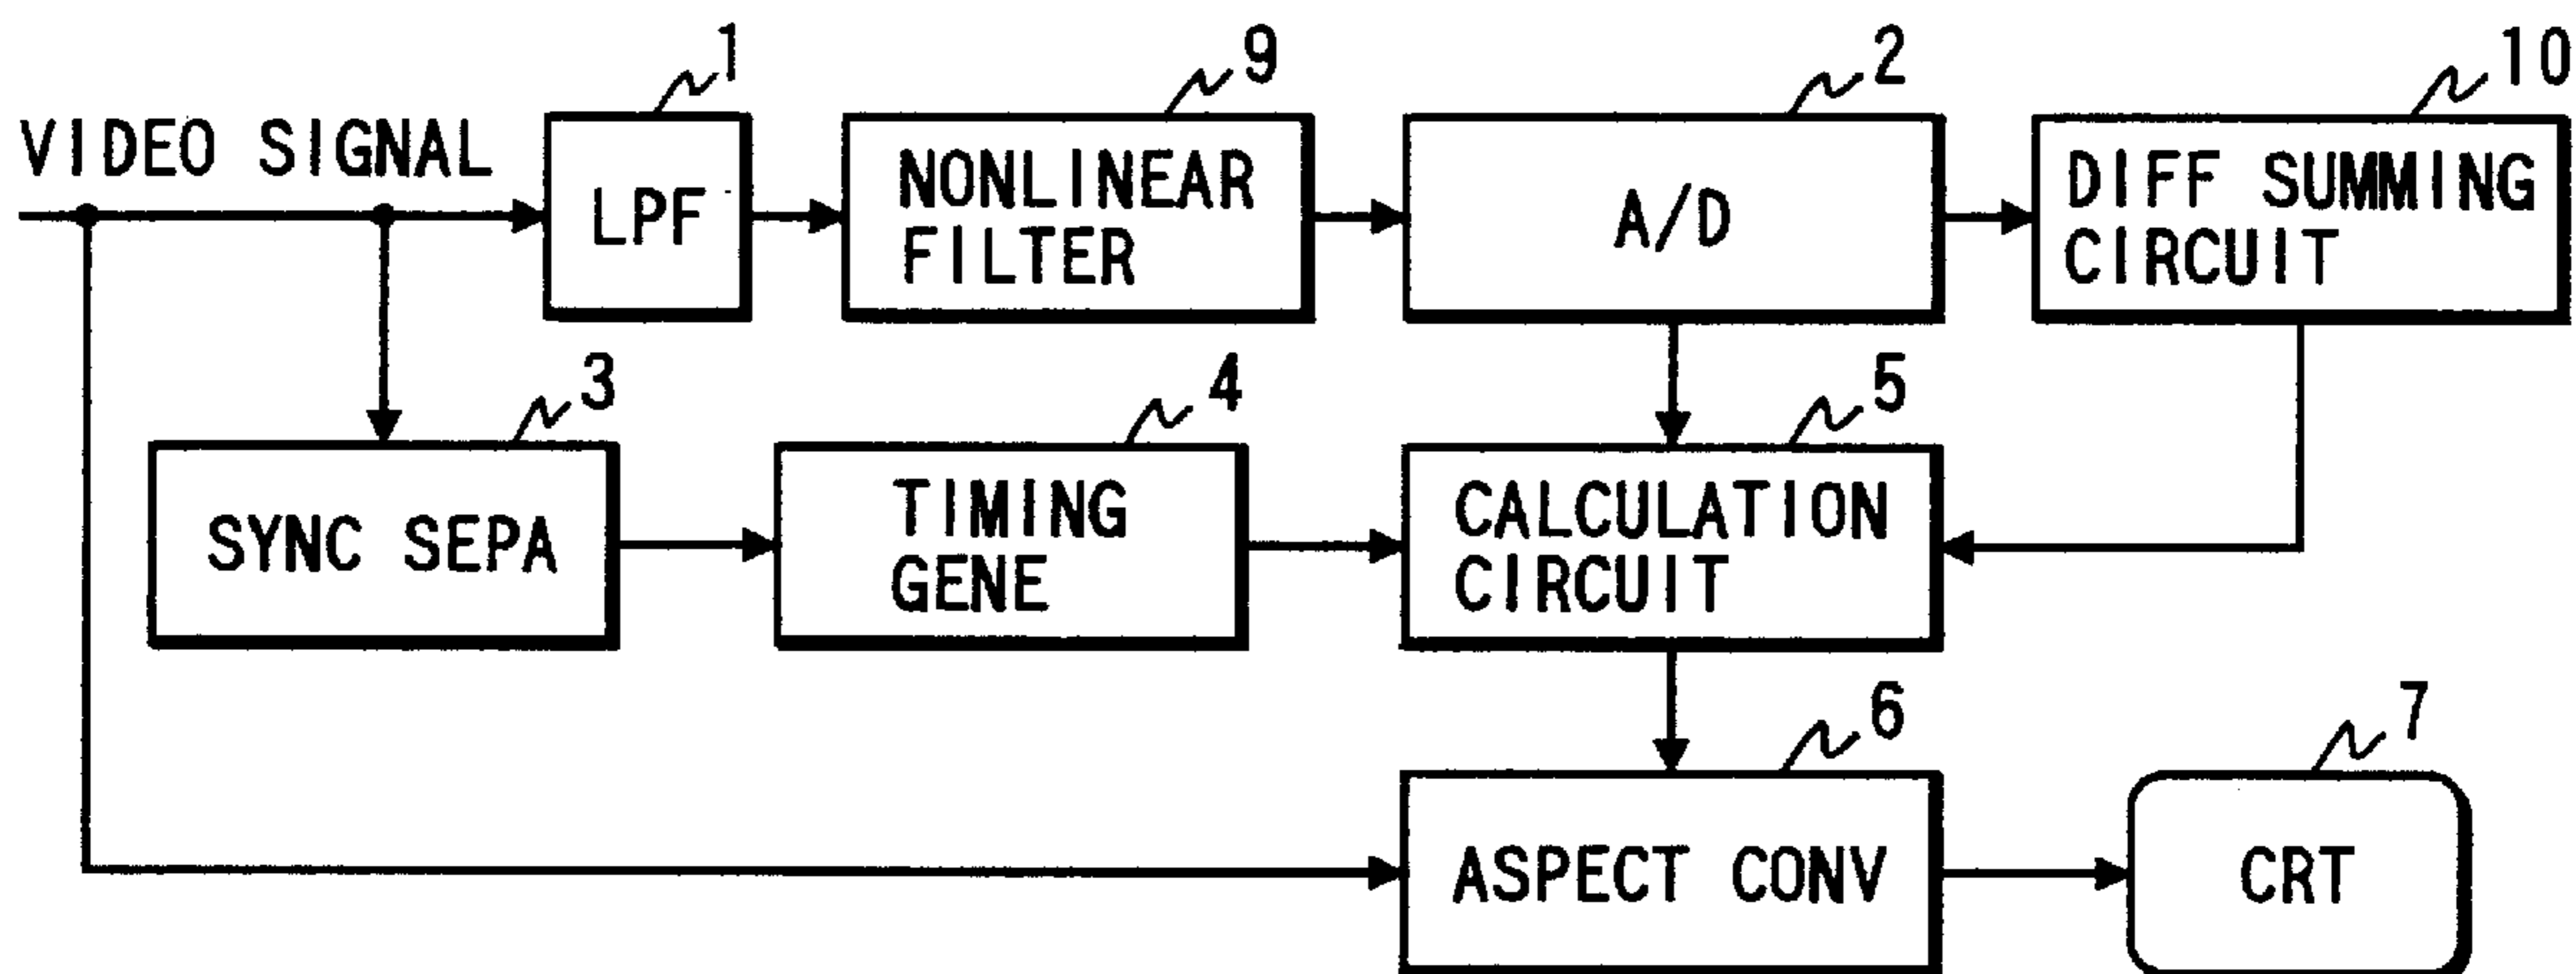 1
9
2
10
VIDEO SIGNAL
LPF
NONLINEAR
FILTER
A/D
DIFF SUMMING
CIRCUIT
3
4
5
SYNC SEPA
TIMING
GENE
CALCULATION
CIRCUIT
6
7
ASPECT CONV
CRT